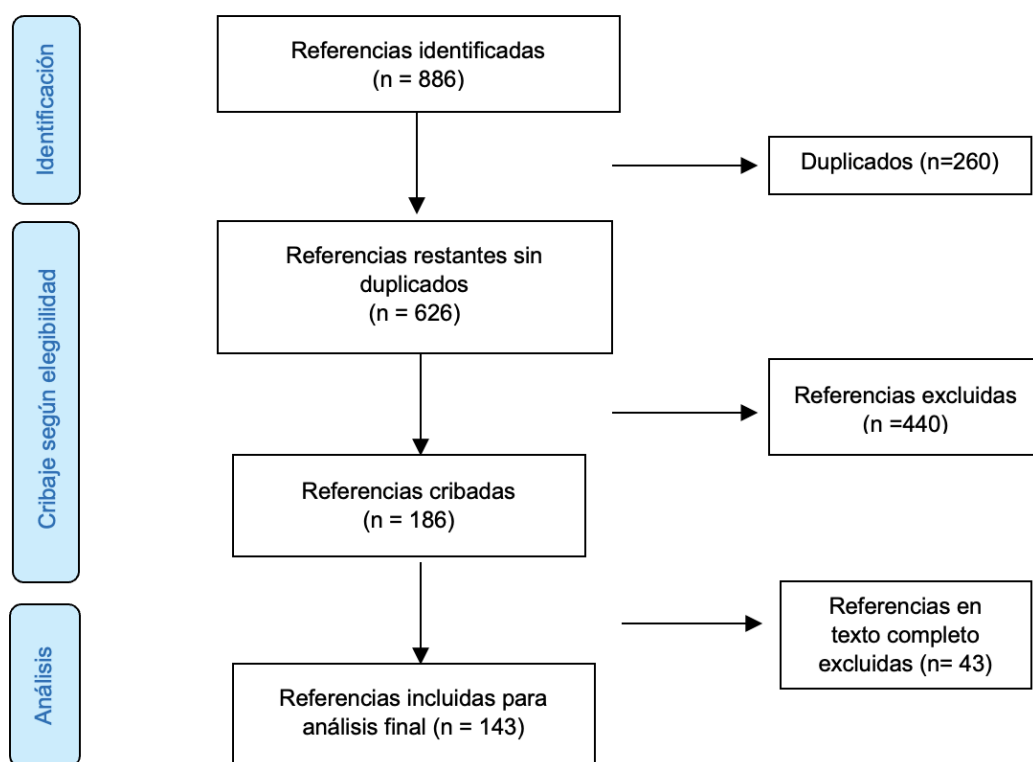 Identificación
Referencias identificadas
(n = 886)
Duplicados (n=260)
Cribaje según elegibilidad
Referencias restantes sin
duplicados
(n = 626)
Referencias excluidas
(n =440)
Referencias cribadas
(n = 186)
Análisis
Referencias en
texto completo
excluidas (n= 43)
Referencias incluidas para
análisis final (n = 143)